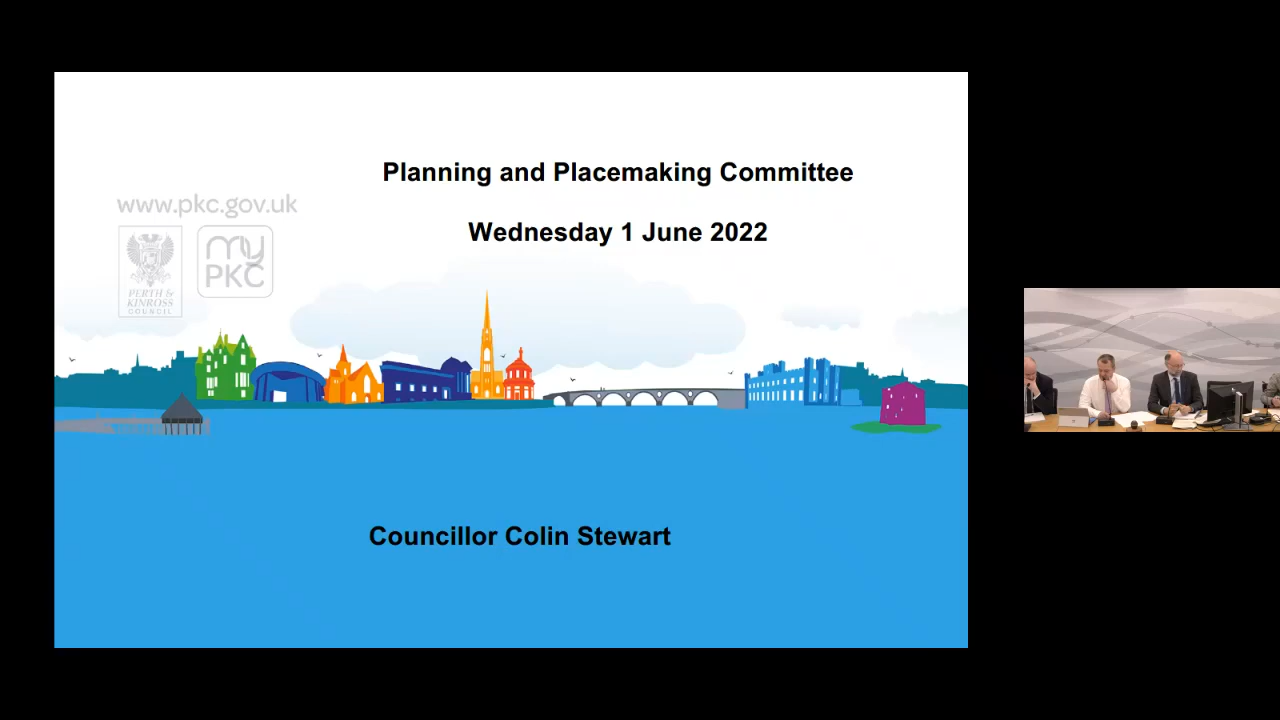 Planning and Placemaking Committee
www.pkc.gov.uk
Wednesday 1 June 2022
my
PKC
PERTH &
KINROSS
COUNCIL
Councillor Colin Stewart